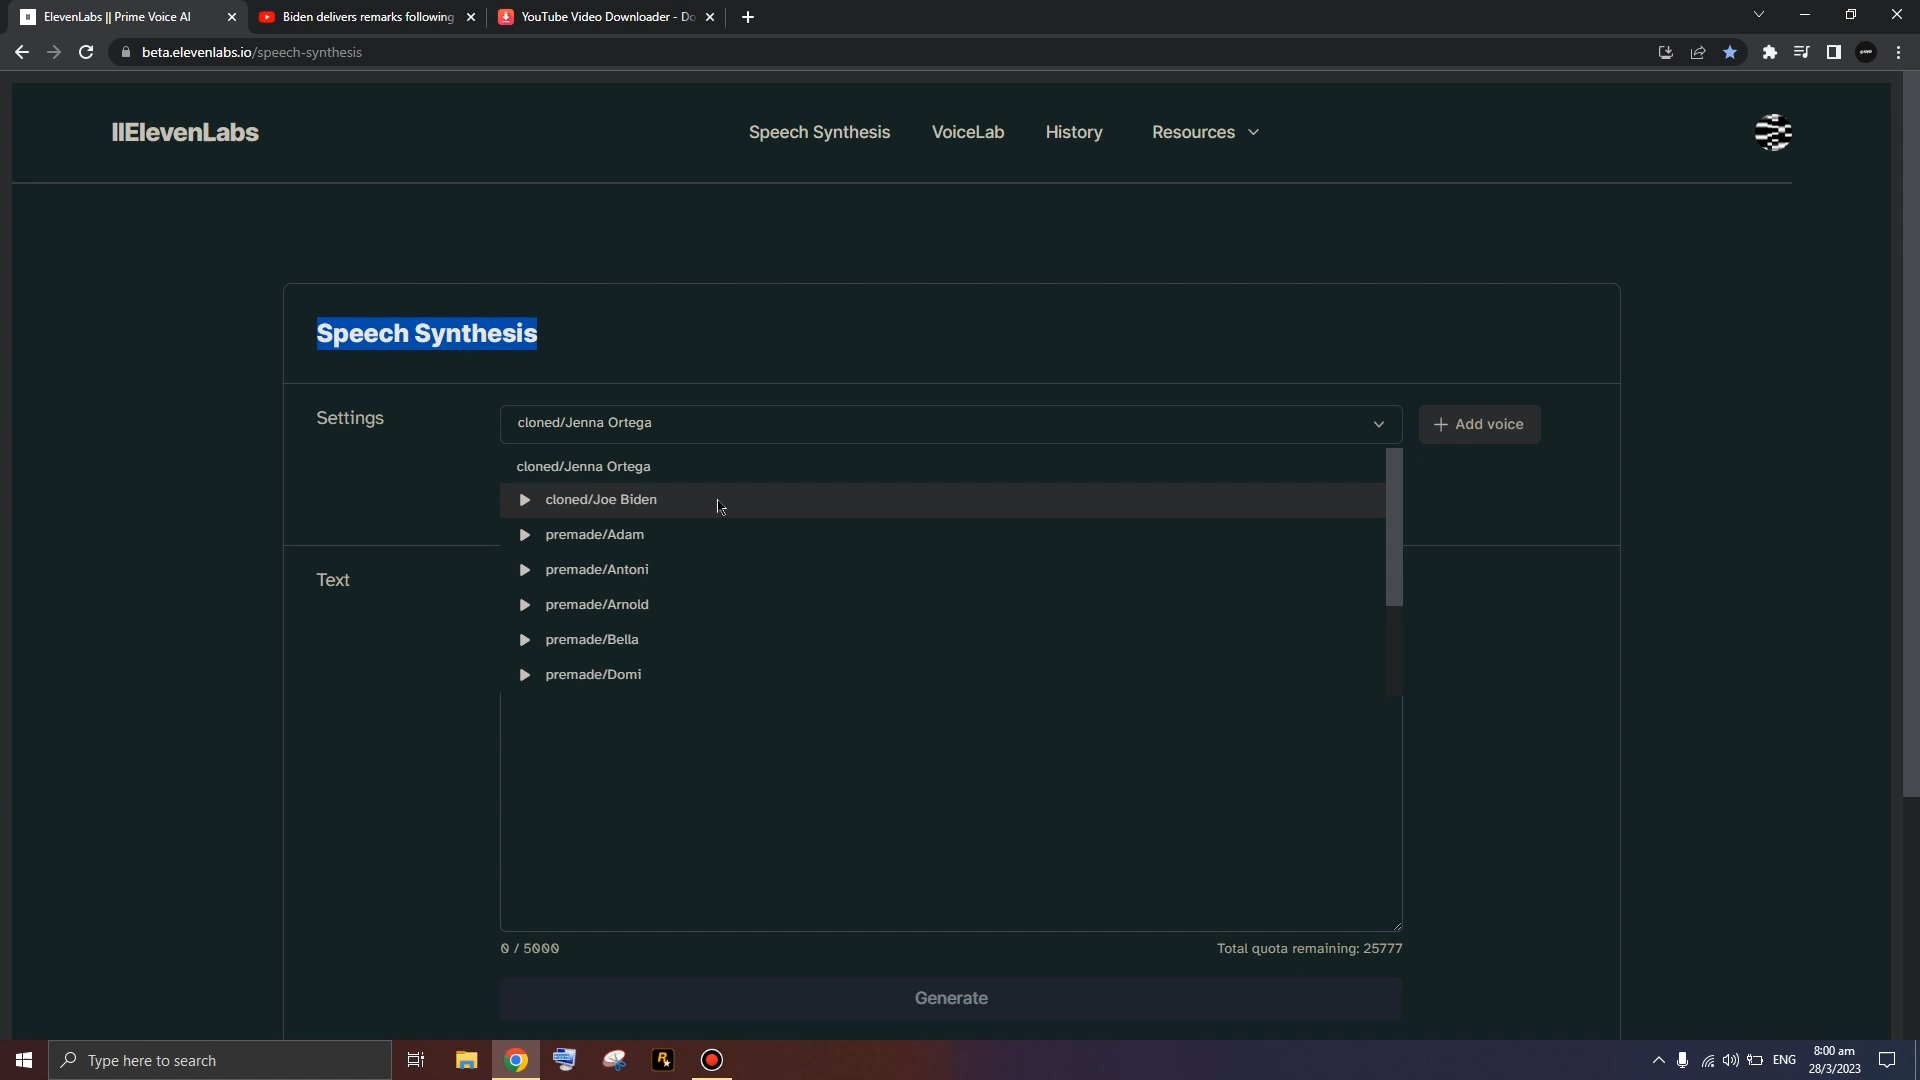 ElevenLabs || Prime Voice AI
Biden delivers remarks following
YouTube Video Downloader - Do
beta.elevenlabs.io/speech-synthesis
IIElevenLabs
Speech Synthesis
VoiceLab
History
Resources
Speech Synthesis
Settings
cloned/Jenna Ortega
+ Add voice
cloned/Jenna Ortega
cloned/Joe Biden
premade/Adam
premade/Antoni
premade/Arnold
premade/Bella
premade/Domi
Text
0 / 5000
Total quota remaining: 25777
Generate
Type here to search
ENG
8:00 am
28/3/2023